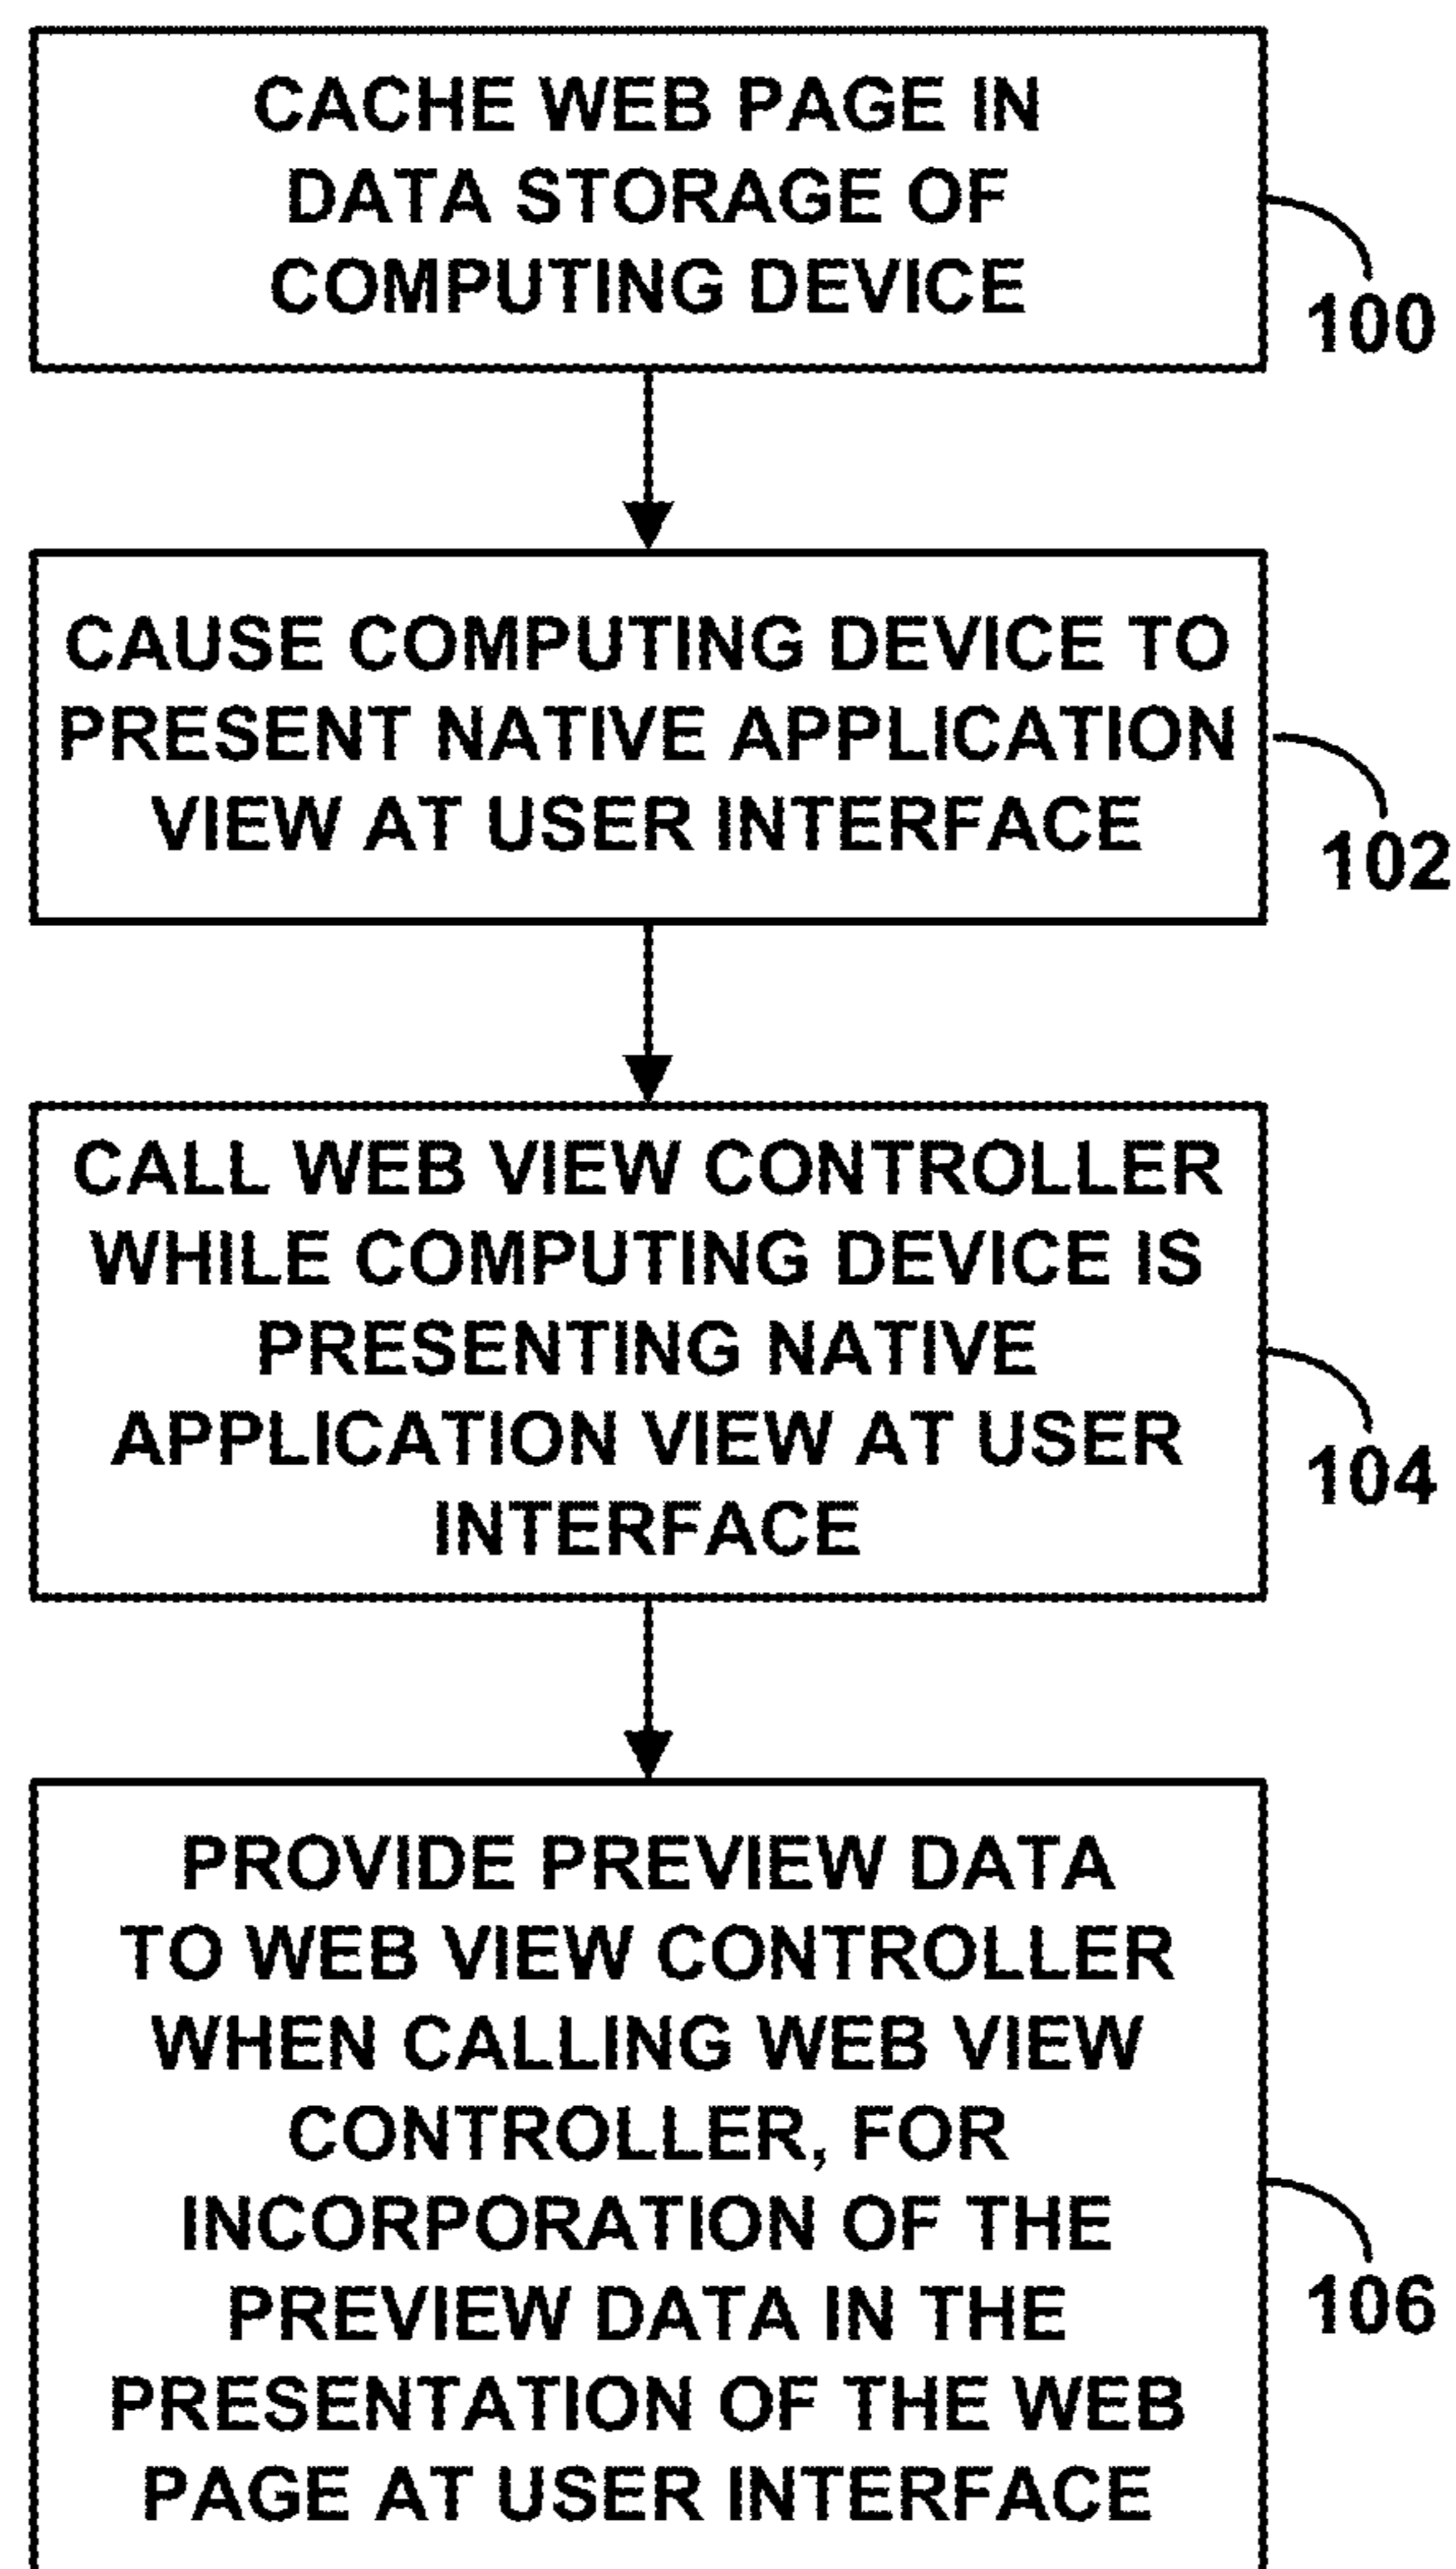 CACHE WEB PAGE IN
DATA STORAGE OF
COMPUTING DEVICE
100
CAUSE COMPUTING DEVICE TO
PRESENT NATIVE APPLICATION
VIEW AT USER INTERFACE
102
CALL WEB VIEW CONTROLLER
WHILE COMPUTING DEVICE IS
PRESENTING NATIVE
APPLICATION VIEW AT USER
INTERFACE
104
PROVIDE PREVIEW DATA
TO WEB VIEW CONTROLLER
WHEN CALLING WEB VIEW
CONTROLLER, FOR
INCORPORATION OF THE
PREVIEW DATA IN THE
PRESENTATION OF THE WEB
PAGE AT USER INTERFACE
106